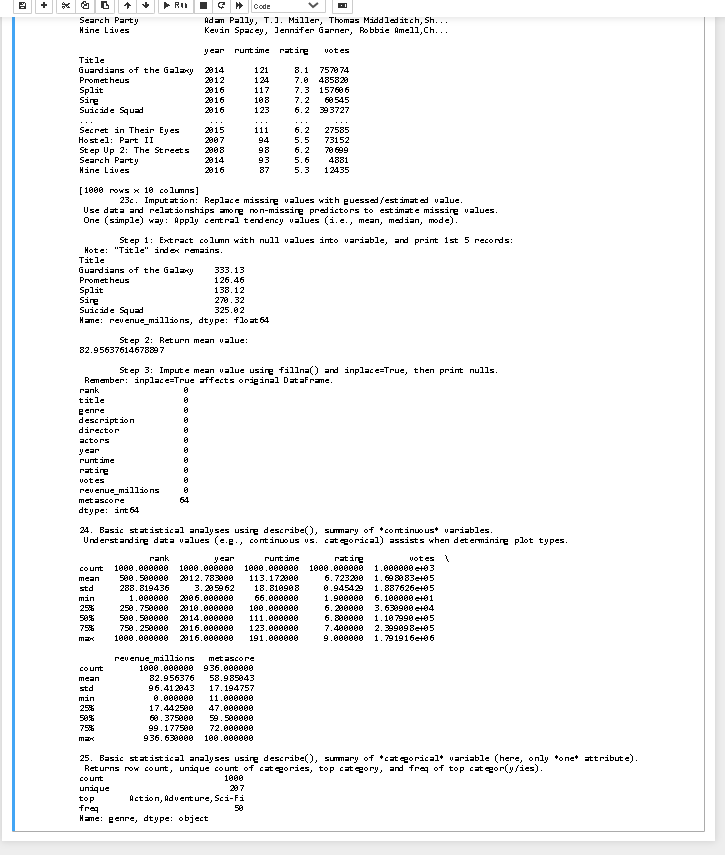 Run Code
Search Party Adam Pally, T.J. Miller, Thomas Middleditch,Sh...
Nine Lives Kevin Spacey, Jennifer Garner, Robbie Amell,Ch...
year runtime rating votes
Title
Guardians of the Galaxy 2014 121 8.1 757074
Prometheus 2012 124 7.0 485820
Split 2016 117 7.3 157606
Sing 2016 108 7.2 60545
Suicide Squad 2016 123 6.2 393727
... ... ... ... ...
Secret in Their Eyes 2015 111 6.2 27585
Hostel: Part II 2007 94 5.5 73152
Step Up 2: The Streets 2008 98 6.2 70699
Search Party 2014 93 5.6 4881
Nine Lives 2016 87 5.3 12435
[1000 rows x 10 columns]
23c. Imputation: Replace missing values with guessed/estimated value.
Use data and relationships among non-missing predictors to estimate missing values.
One (simple) way: Apply central tendency values (i.e., mean, median, mode).
Step 1: Extract column with null values into variable, and print 1st 5 records:
Note: "Title" index remains.
Title
Guardians of the Galaxy 333.13
Prometheus 126.46
Split 138.12
Sing 270.32
Suicide Squad 325.02
Name: revenue_millions, dtype: float64
Step 2: Return mean value:
82.95637614678897
Step 3: Impute mean value using fillna() and inplace=True, then print nulls.
Remember: inplace=True affects original DataFrame.
rank 0
title 0
genre 0
description 0
director 0
actors 0
year 0
runtime 0
rating 0
votes 0
revenue_millions 0
metascore 64
dtype: int64
24. Basic statistical analyses using describe(), summary of *continuous* variables.
Understanding data values (e.g., continuous vs. categorical) assists when determining plot types.
rank year runtime rating votes \
count 1000.000000 1000.000000 1000.000000 1000.000000 1.000000e+03
mean 500.500000 2012.783000 113.172000 6.723200 1.698083e+05
std 288.819436 3.205962 18.810908 0.945429 1.887626e+05
min 1.000000 2006.000000 66.000000 1.900000 6.100000e+01
25% 250.750000 2010.000000 100.000000 6.200000 3.630900e+04
50% 500.500000 2014.000000 111.000000 6.800000 1.107990e+05
75% 750.250000 2016.000000 123.000000 7.400000 2.399098e+05
max 1000.000000 2016.000000 191.000000 9.000000 1.791916e+06
revenue_millions metascore
count 1000.000000 936.000000
mean 82.956376 58.985043
std 96.412043 17.194757
min 0.000000 11.000000
25% 17.442500 47.000000
50% 60.375000 59.500000
75% 99.177500 72.000000
max 936.630000 100.000000
25. Basic statistical analyses using describe(), summary of *categorical* variable (here, only *one* attribute).
Returns row count, unique count of categories, top category, and freq of top categor(y/ies).
count 1000
unique 207
top Action,Adventure,Sci-Fi
freq 50
Name: genre, dtype: object